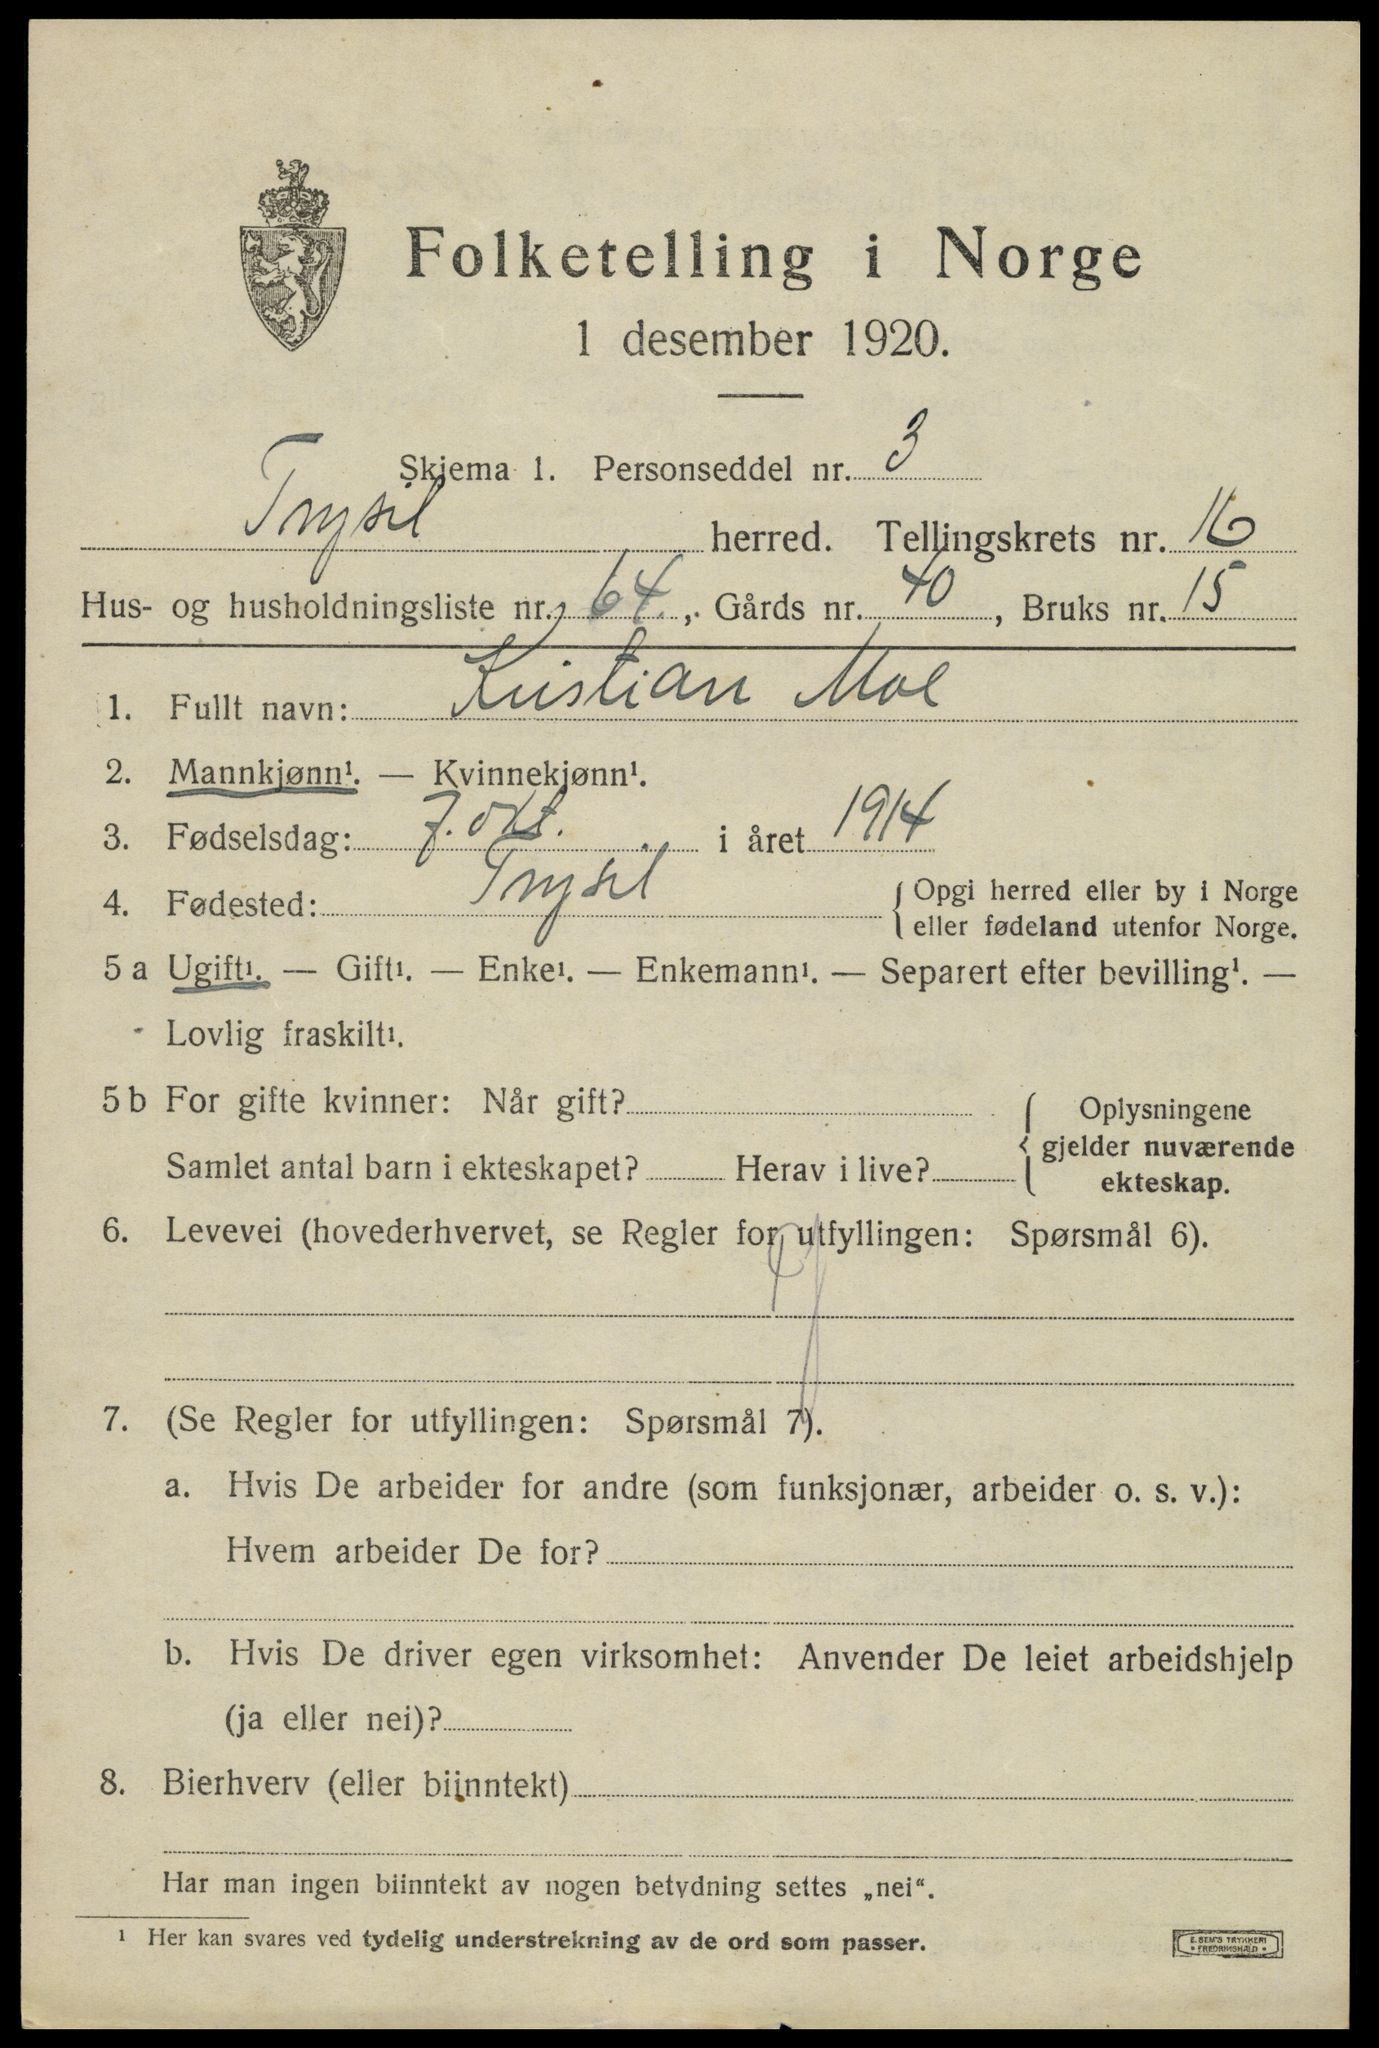 Folketelling i Norge
1 desember 1920.
Skjema 1. Personseddel nr. 3
Trysil herred. Tellingskrets nr. 16
Hus- og husholdningsliste nr. 64, Gårds nr. 40, Bruks nr. 15
1. Fullt navn: Kristian Moe
2. Mannkjønn¹. — Kvinnekjønn¹.
3. Fødselsdag: 7. okt. i året 1914
4. Fødested: Trysil { Opgi herred eller by i Norge
eller fødeland utenfor Norge.
5 a Ugift¹. — Gift¹. — Enke¹. — Enkemann¹. — Separert efter bevilling¹. —
Lovlig fraskilt¹.
5 b For gifte kvinner: Når gift? { Oplysningene
gjelder nuværende
Samlet antal barn i ekteskapet? Herav i live?
ekteskap.
6. Levevei (hovederhvervet, se Regler for utfyllingen: Spørsmål 6).
7. (Se Regler for utfyllingen: Spørsmål 7).
a. Hvis De arbeider for andre (som funksjonær, arbeider o. s. v.):
Hvem arbeider De for?
b. Hvis De driver egen virksomhet: Anvender De leiet arbeidshjelp
(ja eller nei)?
8. Bierhverv (eller biinntekt)
Har man ingen biinntekt av nogen betydning settes „nei“.
¹ Her kan svares ved tydelig understrekning av de ord som passer.
E. SEM'S TRYKKERI
• FREDRIKSHALD •